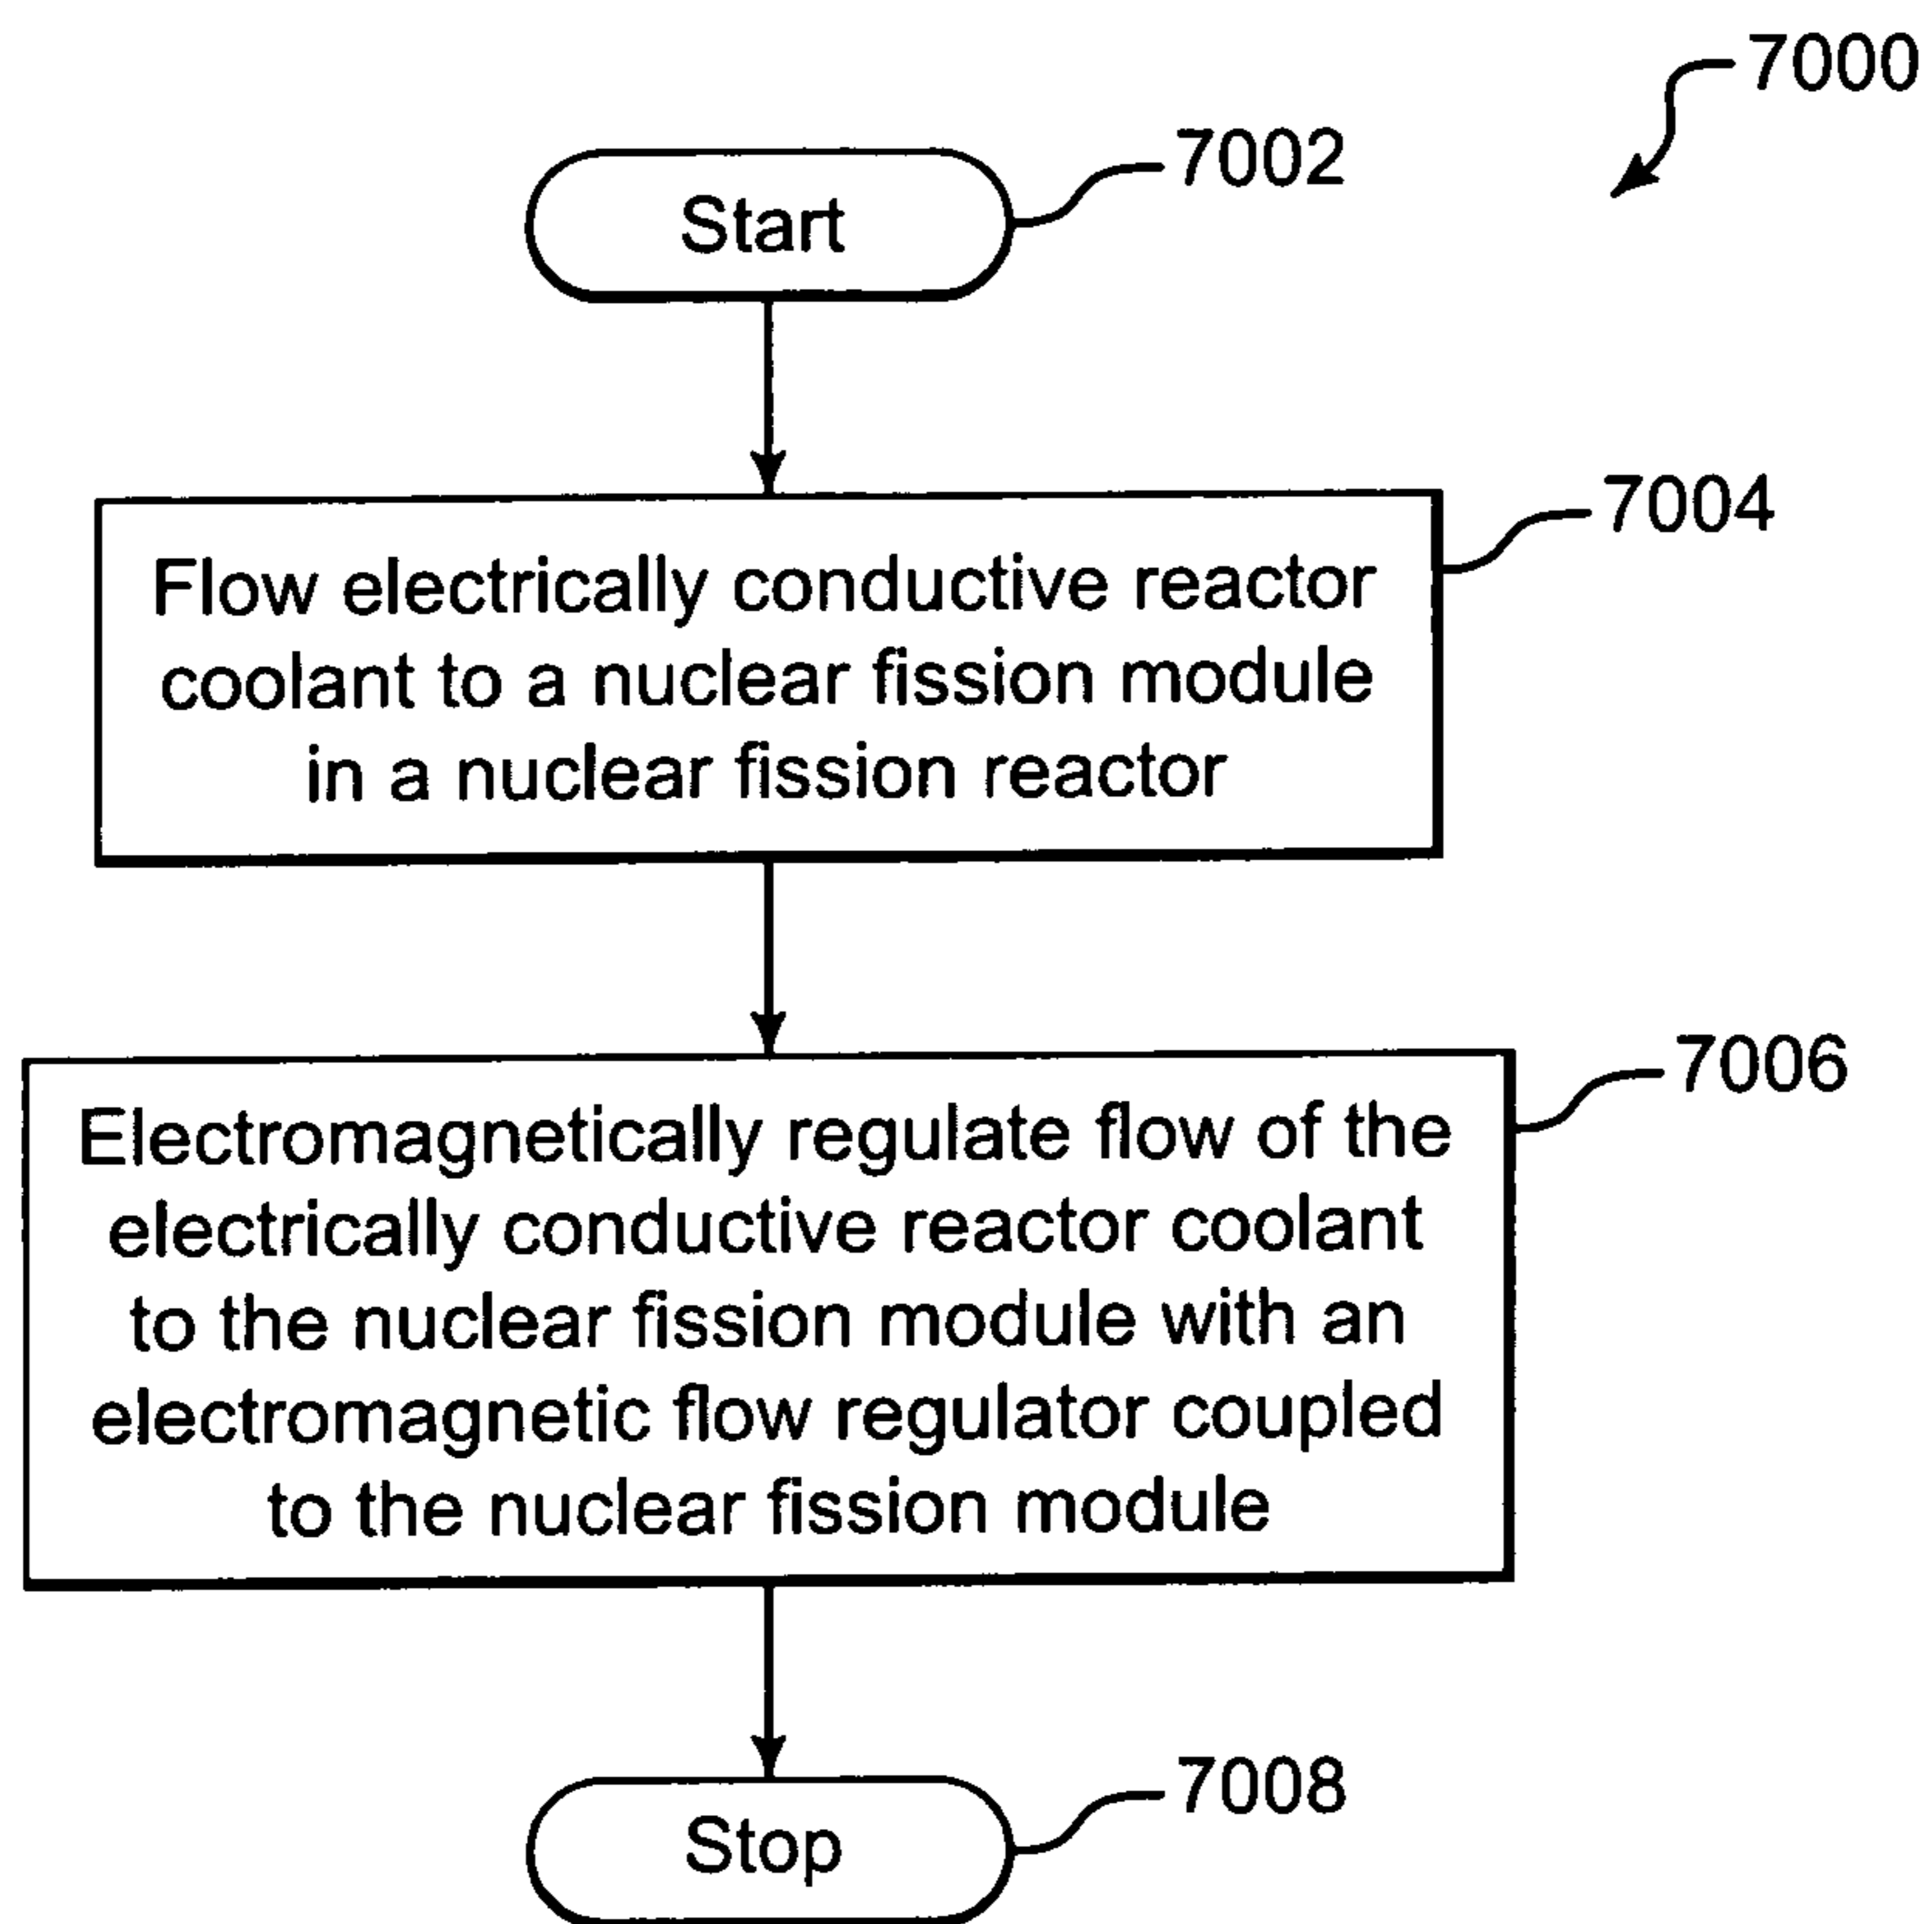 7000
7002
Start
7004
Flow electrically conductive reactor
coolant to a nuclear fission module
in a nuclear fission reactor
7006
Electromagnetically regulate flow of the
electrically conductive reactor coolant
to the nuclear fission module with an
electromagnetic flow regulator coupled
to the nuclear fission module
7008
Stop